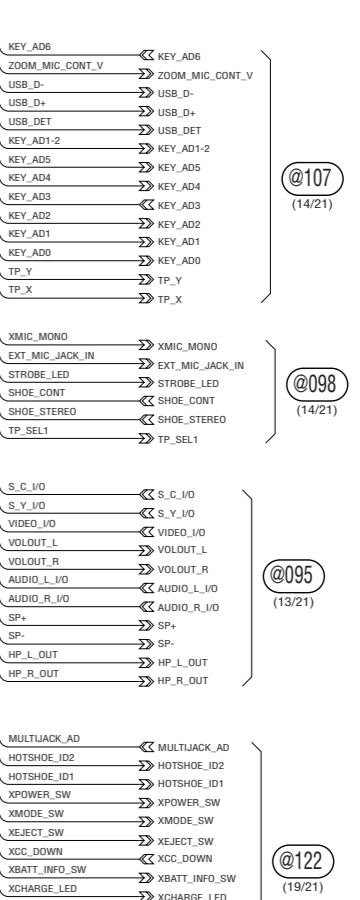 KEY_AD6
KEY_AD6
ZOOM_MIC_CONT_V
ZOOM_MIC_CONT_V
USB_D-
USB_D-
USB_D+
USB_D+
USB_DET
USB_DET
KEY_AD1-2
KEY_AD1-2
KEY_AD5
KEY_AD5
KEY_AD4
KEY_AD4
KEY_AD3
KEY_AD3
KEY_AD2
KEY_AD2
KEY_AD1
KEY_AD1
KEY_AD0
KEY_AD0
TP_Y
TP_Y
TP_X
TP_X
@107
(14/21)
XMIC_MONO
XMIC_MONO
EXT_MIC_JACK_IN
EXT_MIC_JACK_IN
STROBE_LED
STROBE_LED
SHOE_CONT
SHOE_CONT
SHOE_STEREO
SHOE_STEREO
TP_SEL1
TP_SEL1
@098
(14/21)
S_C_I/O
S_C_I/O
S_Y_I/O
S_Y_I/O
VIDEO_I/O
VIDEO_I/O
VOLOUT_L
VOLOUT_L
VOLOUT_R
VOLOUT_R
AUDIO_L_I/O
AUDIO_L_I/O
AUDIO_R_I/O
AUDIO_R_I/O
SP+
SP+
SP-
SP-
HP_L_OUT
HP_L_OUT
HP_R_OUT
HP_R_OUT
@095
(13/21)
MULTIJACK_AD
MULTIJACK_AD
HOTSHOE_ID2
HOTSHOE_ID2
HOTSHOE_ID1
HOTSHOE_ID1
XPOWER_SW
XPOWER_SW
XMODE_SW
XMODE_SW
XEJECT_SW
XEJECT_SW
XCC_DOWN
XCC_DOWN
XBATT_INFO_SW
XBATT_INFO_SW
XCHARGE_LED
XCHARGE_LED
@122
(19/21)